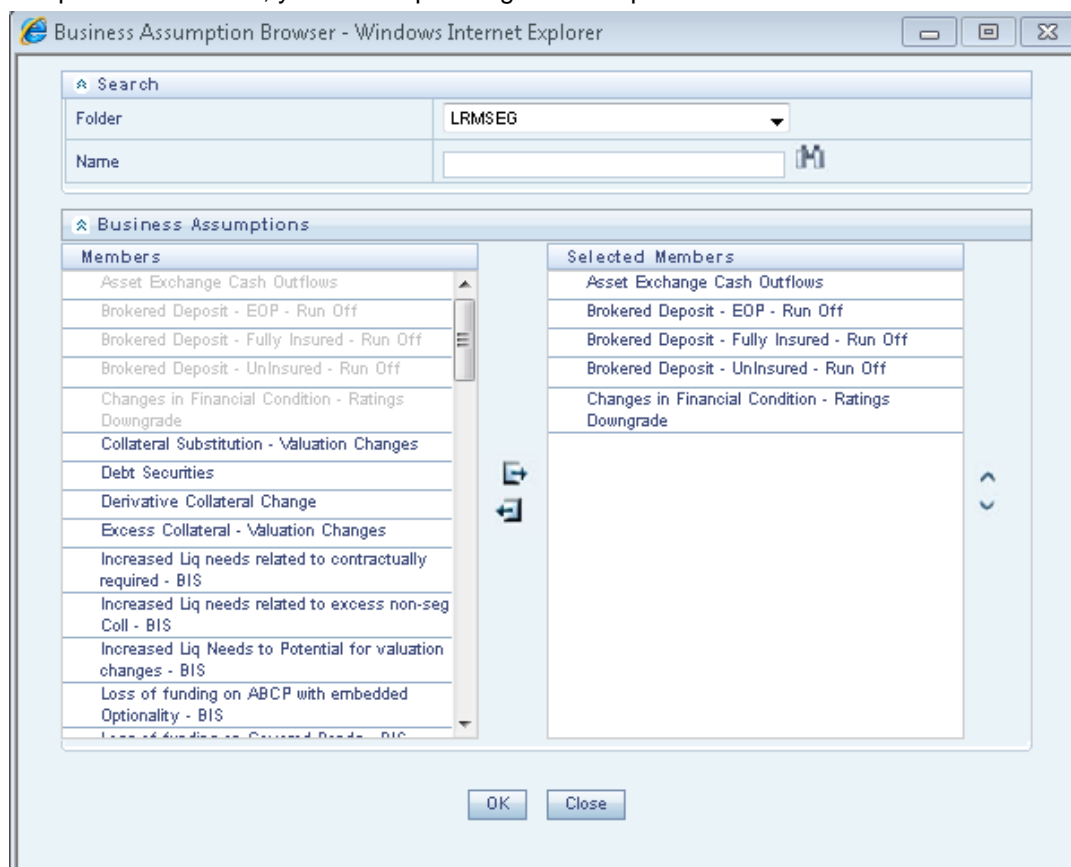 Business Assumption Browser - Windows Internet Explorer
Search
Folder LRMSEG
Name
Business Assumptions
Members Selected Members
Asset Exchange Cash Outflows Asset Exchange Cash Outflows
Brokered Deposit - EOP - Run Off Brokered Deposit - EOP - Run Off
Brokered Deposit - Fully Insured - Run Off Brokered Deposit - Fully Insured - Run Off
Brokered Deposit - UnInsured - Run Off Brokered Deposit - UnInsured - Run Off
Changes in Financial Condition - Ratings Changes in Financial Condition - Ratings
Downgrade Downgrade
Collateral Substitution - Valuation Changes
Debt Securities
Derivative Collateral Change
Excess Collateral - Valuation Changes
Increased Liq needs related to contractually
required - BIS
Increased Liq needs related to excess non-seg
Coll - BIS
Increased Liq Needs to Potential for valuation
changes - BIS
Loss of funding on ABCP with embedded
Optionality - BIS
OK Close